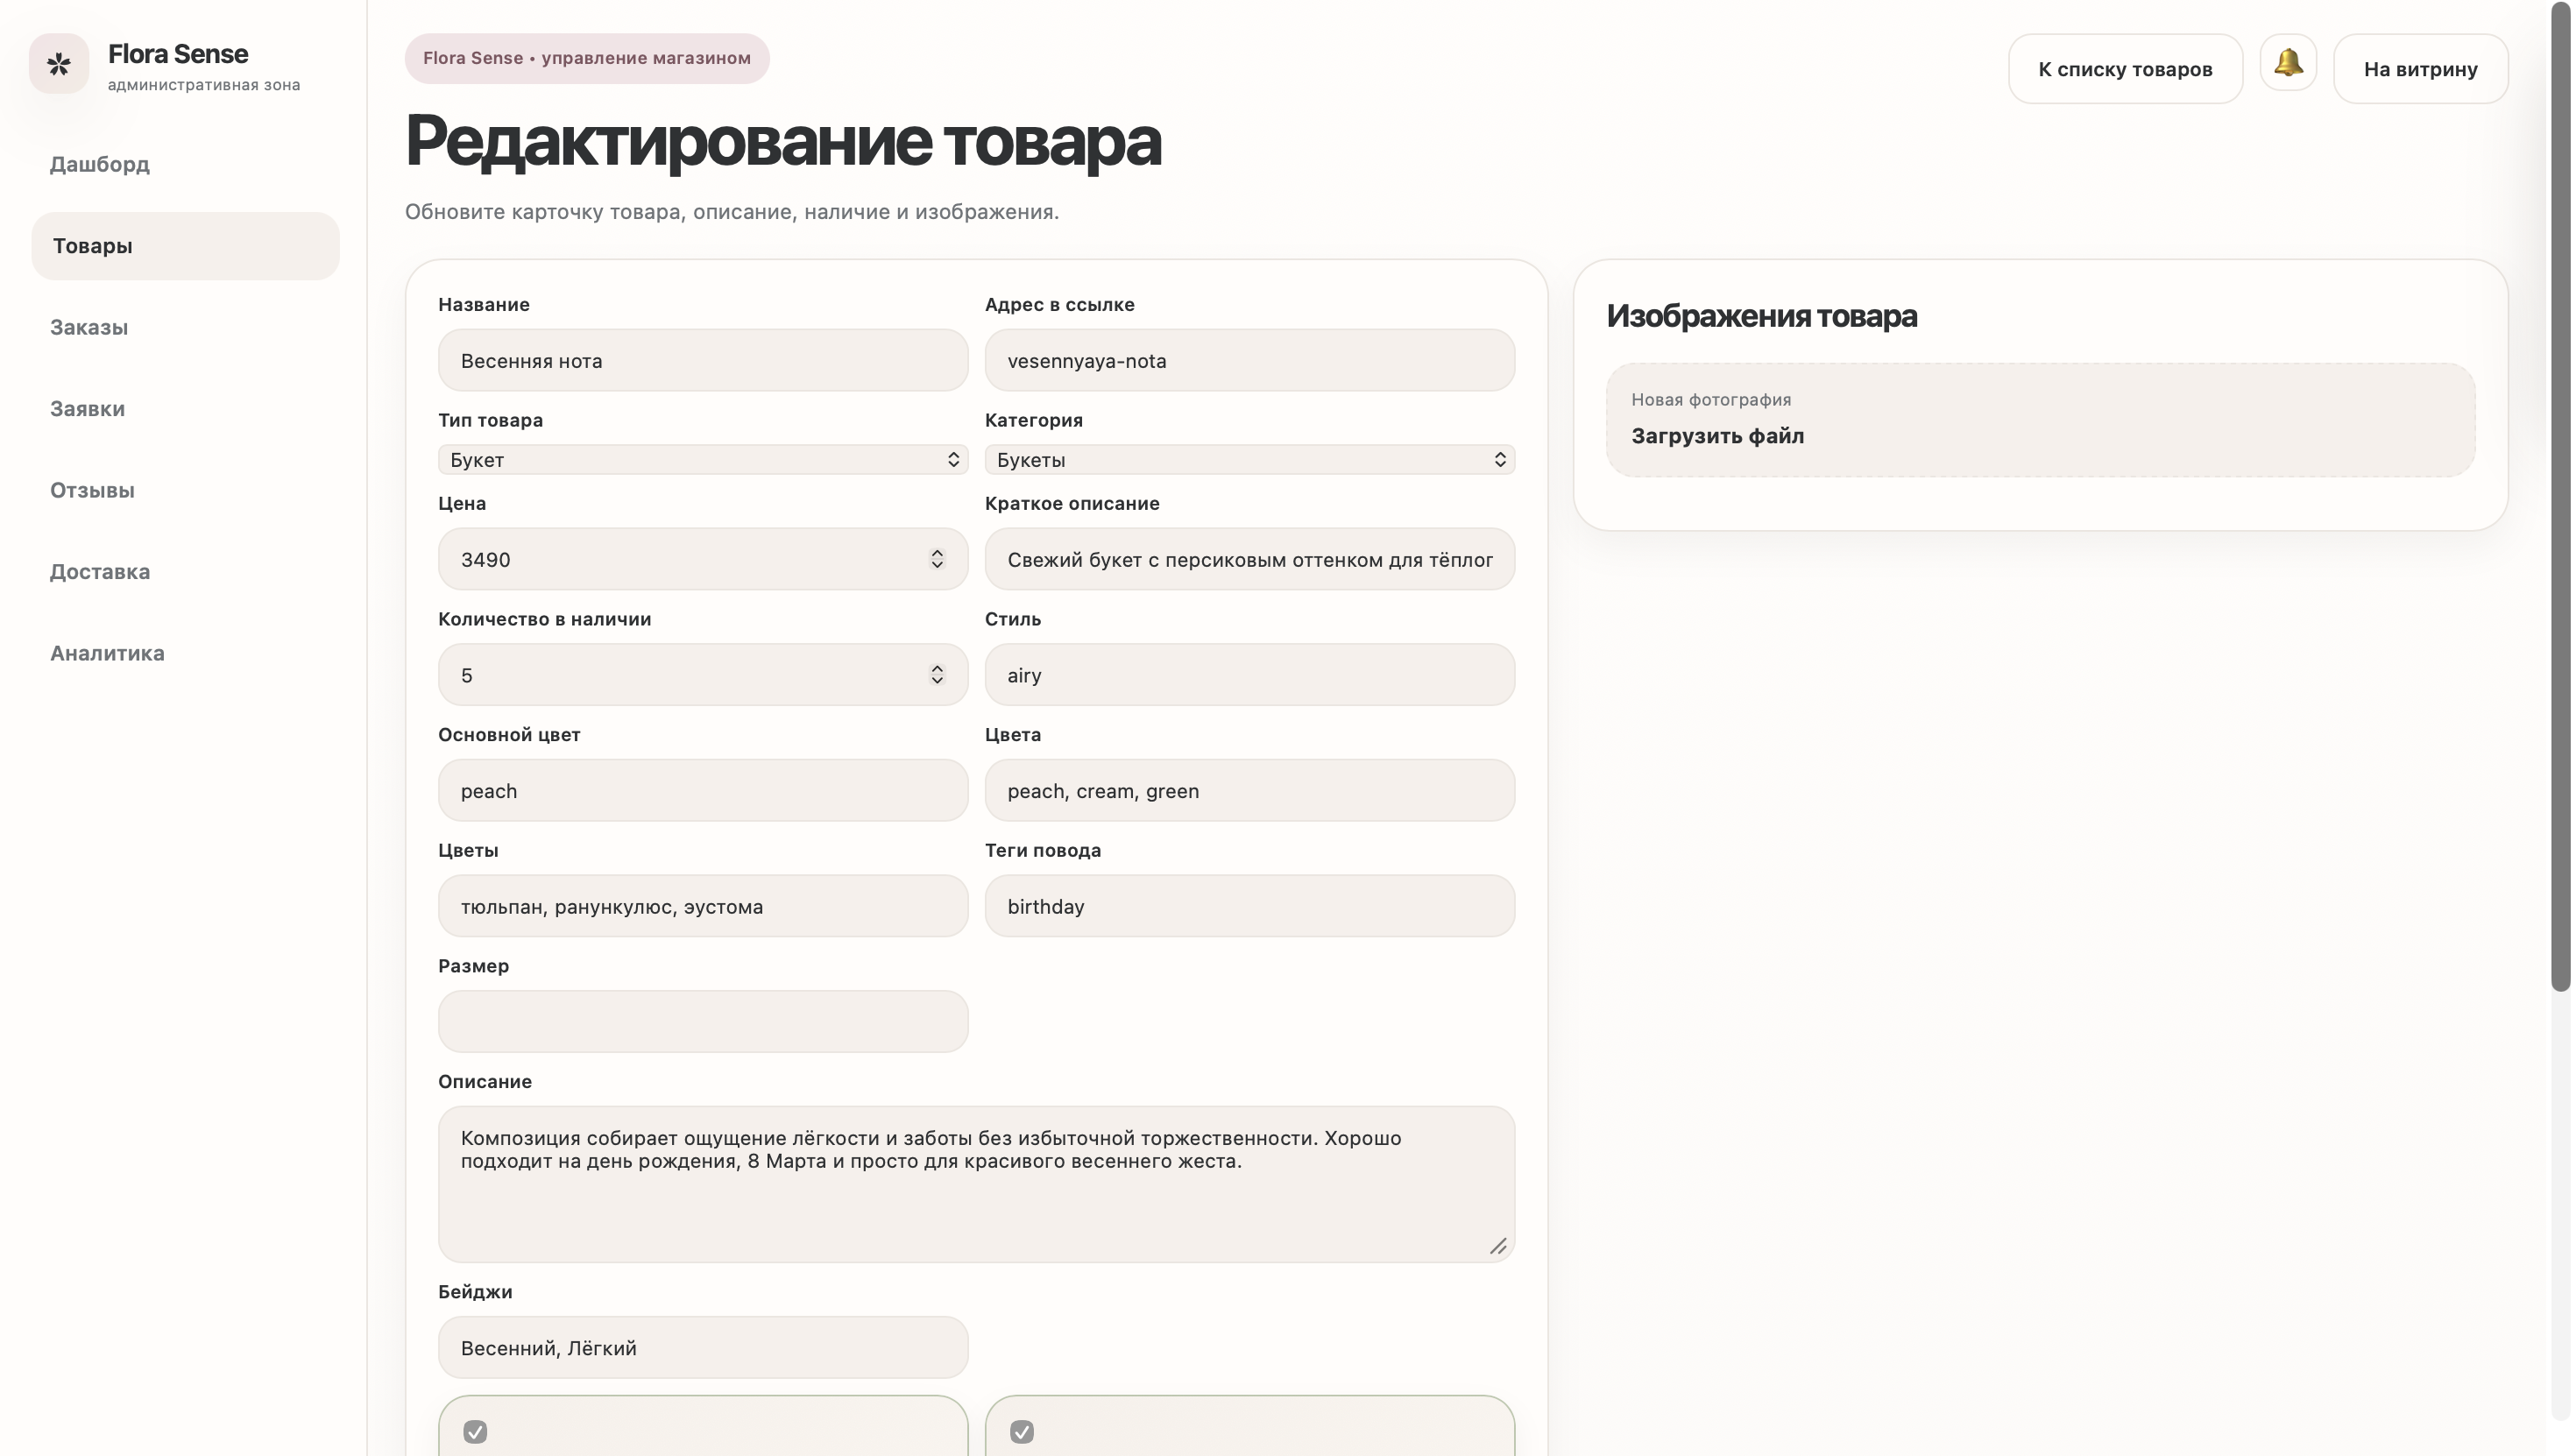 Flora Sense
административная зона
Дашборд
Товары
Заказы
Заявки
Отзывы
Доставка
Аналитика
Flora Sense • управление магазином
К списку товаров
На витрину
Редактирование товара
Обновите карточку товара, описание, наличие и изображения.
Название
Адрес в ссылке
Весенняя нота
vesennyaya-nota
Тип товара
Категория
Букет
Букеты
Цена
Краткое описание
3490
Свежий букет с персиковым оттенком для тёплог
Количество в наличии
Стиль
5
airy
Основной цвет
Цвета
peach
peach, cream, green
Цветы
Теги повода
тюльпан, ранункулюс, эустома
birthday
Размер
Описание
Композиция собирает ощущение лёгкости и заботы без избыточной торжественности. Хорошо
подходит на день рождения, 8 Марта и просто для красивого весеннего жеста.
Бейджи
Весенний, Лёгкий
Изображения товара
Новая фотография
Загрузить файл